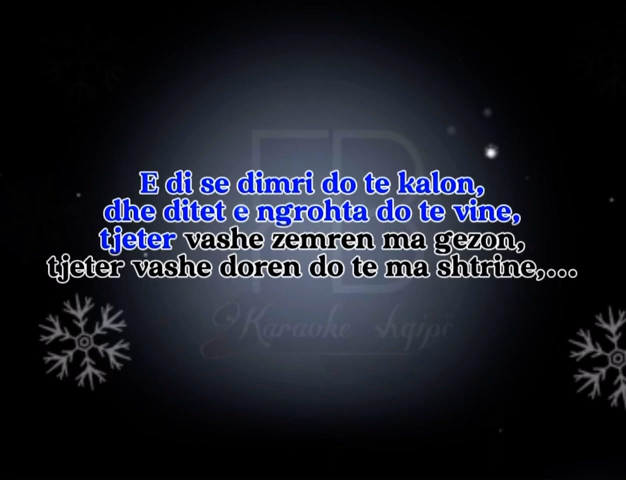 E di se dimri do te kalon,
dhe ditet e ngrohta do te vine,
tjeter vashe zemren ma gezon,
tjeter vashe doren do te ma shtrine,...
FB
Karaoke shqip